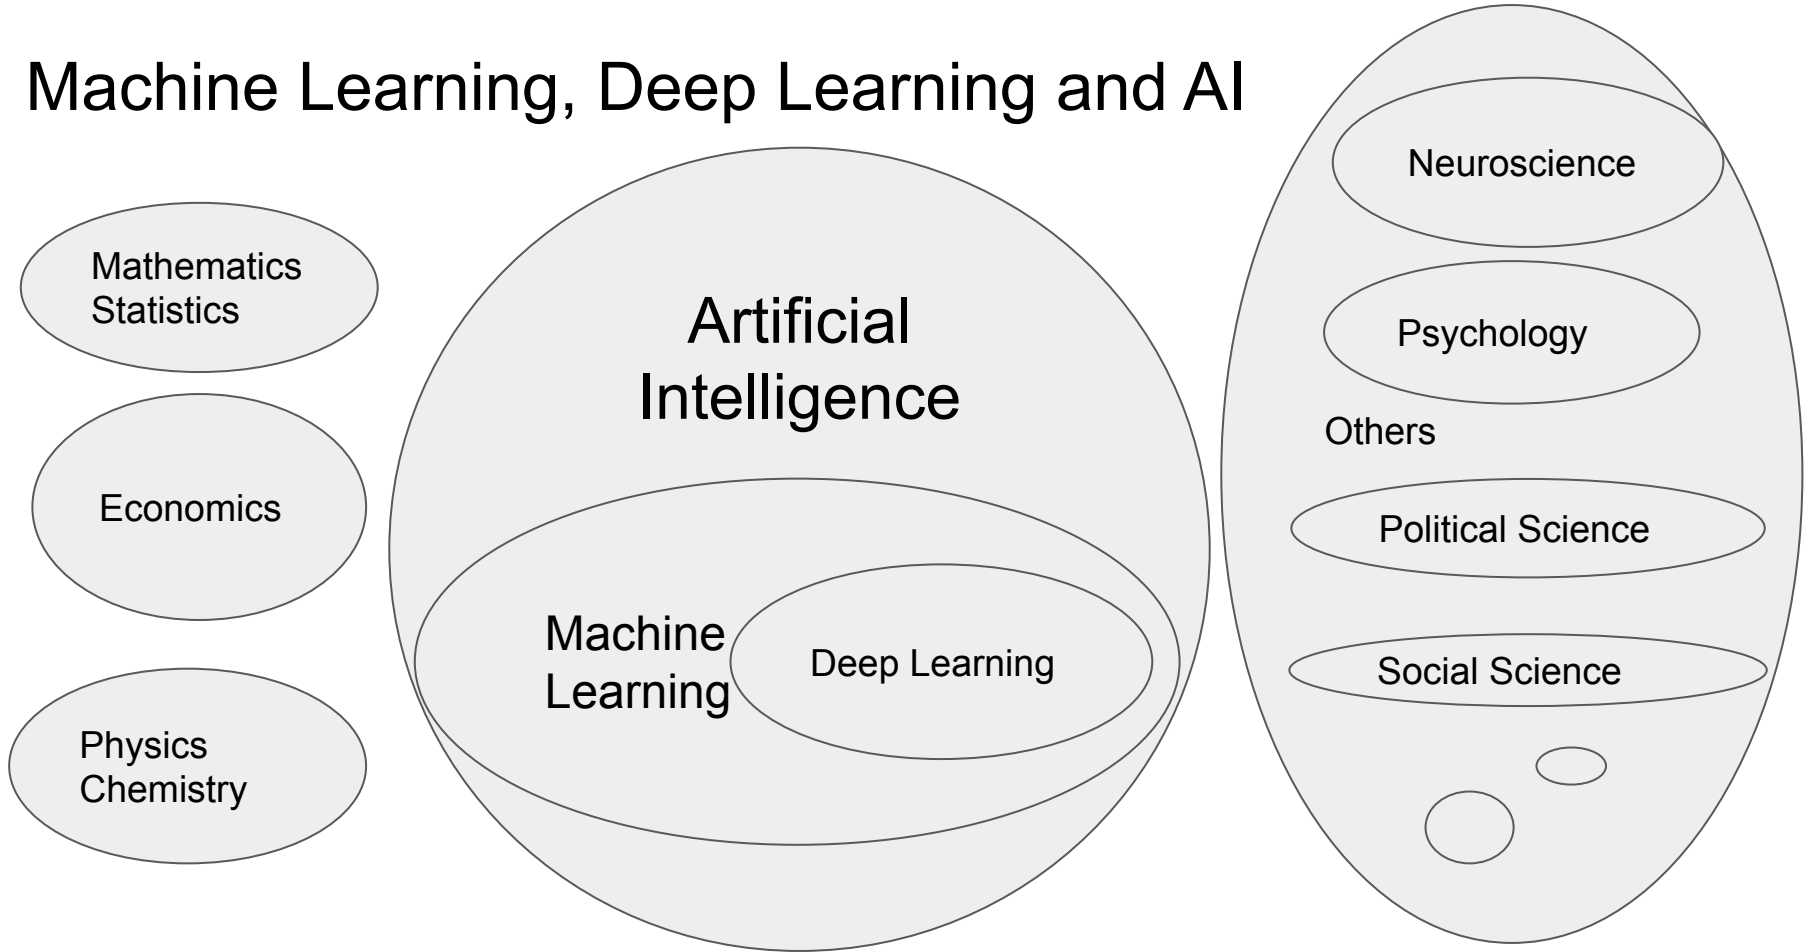 Machine Learning, Deep Learning and AI
Mathematics
Statistics
Economics
Physics
Chemistry
Artificial
Intelligence
Machine
Learning
Deep Learning
Neuroscience
Psychology
Others
Political Science
Social Science